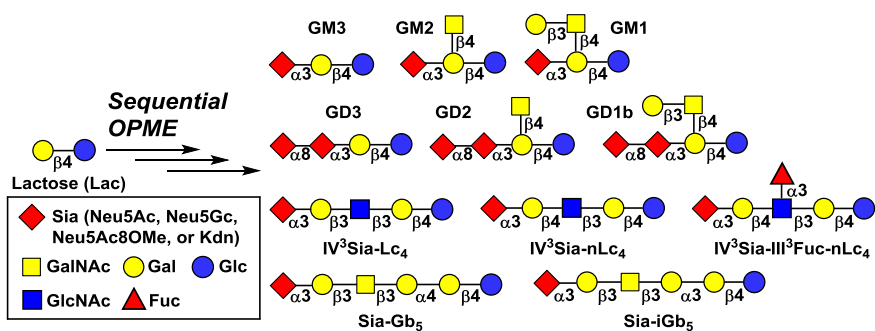 GM3 GM2 GM1
β4 β3 β4
α3 β4 α3 β4 α3 β4
Sequential
OPME
GD3 GD2 GD1b
β4 β3 β4
β4
α8 α3 β4 α8 α3 β4 α8 α3 β4
Lactose (Lac)
Sia (Neu5Ac, Neu5Gc,
Neu5Ac8OMe, or Kdn)
GalNAc Gal Glc
GlcNAc Fuc
α3
α3 β3 β3 β4 α3 β4 β3 β4 α3 β4 β3 β4
IV³Sia-Lc₄ IV³Sia-nLc₄ IV³Sia-III³Fuc-nLc₄
α3 β3 β3 α4 β4 α3 β3 β3 α3 β4
Sia-Gb₅ Sia-iGb₅